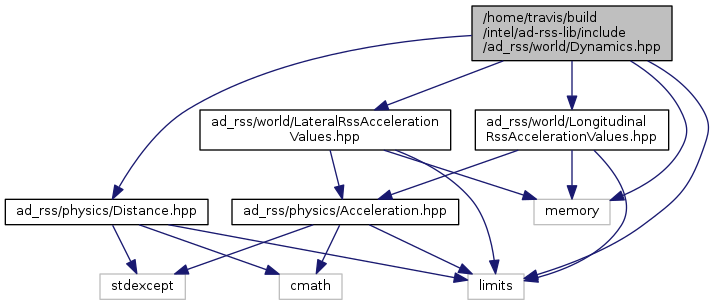 /home/travis/build
/intel/ad-rss-lib/include
/ad_rss/world/Dynamics.hpp
ad_rss/world/LateralRssAcceleration
Values.hpp
ad_rss/world/Longitudinal
RssAccelerationValues.hpp
ad_rss/physics/Distance.hpp
ad_rss/physics/Acceleration.hpp
memory
stdexcept
cmath
limits